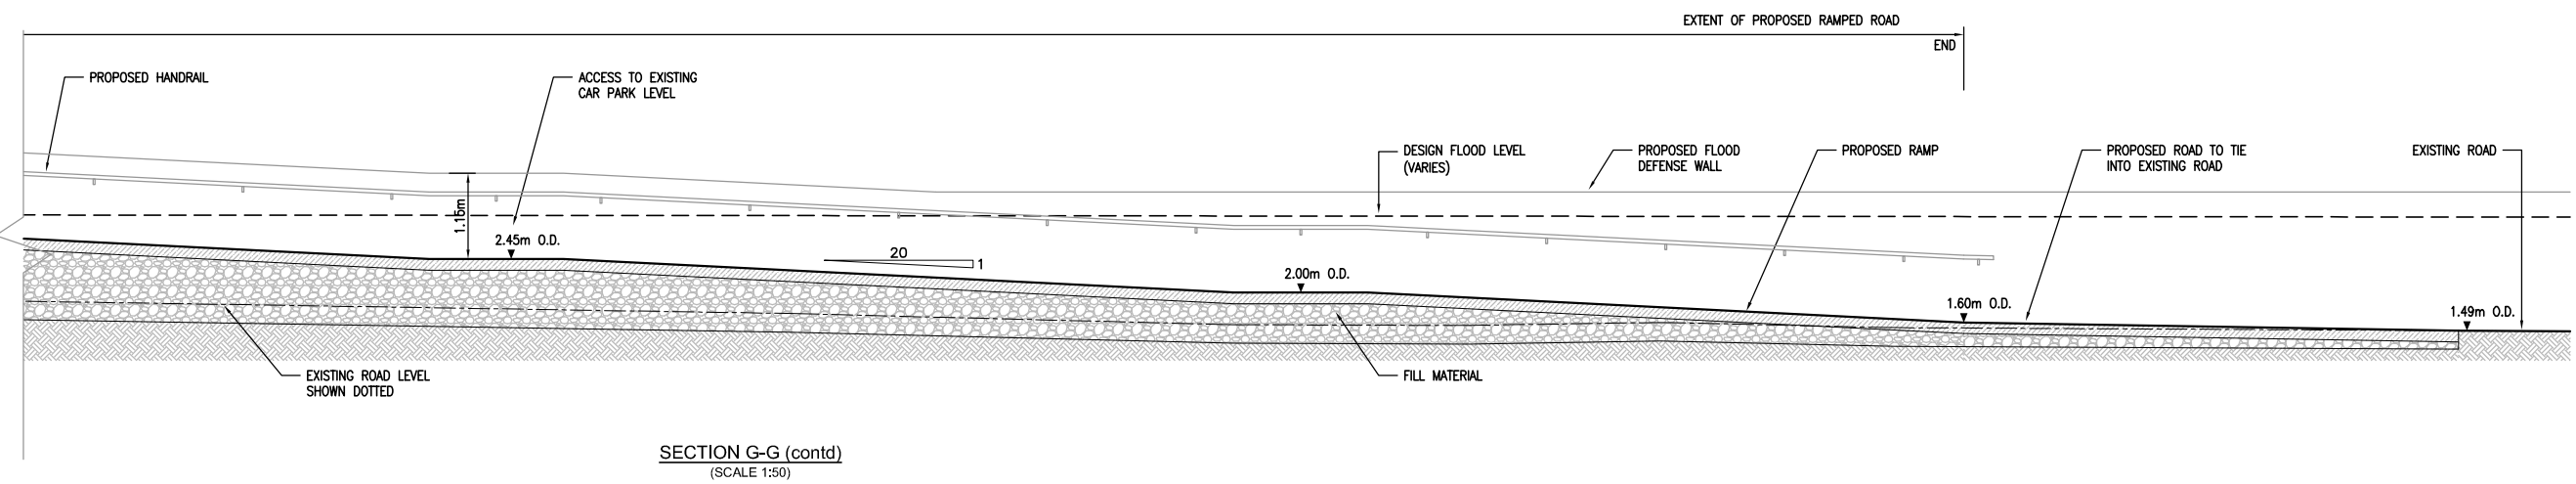 EXTENT OF PROPOSED RAMPED ROAD
END
PROPOSED HANDRAIL
ACCESS TO EXISTING
CAR PARK LEVEL
DESIGN FLOOD LEVEL
(VARIES)
PROPOSED FLOOD
DEFENSE WALL
PROPOSED RAMP
PROPOSED ROAD TO TIE
INTO EXISTING ROAD
EXISTING ROAD
1.15m
2.45m O.D.
20
1
2.00m O.D.
1.60m O.D.
1.49m O.D.
EXISTING ROAD LEVEL
SHOWN DOTTED
FILL MATERIAL
SECTION G-G (contd)
(SCALE 1:50)